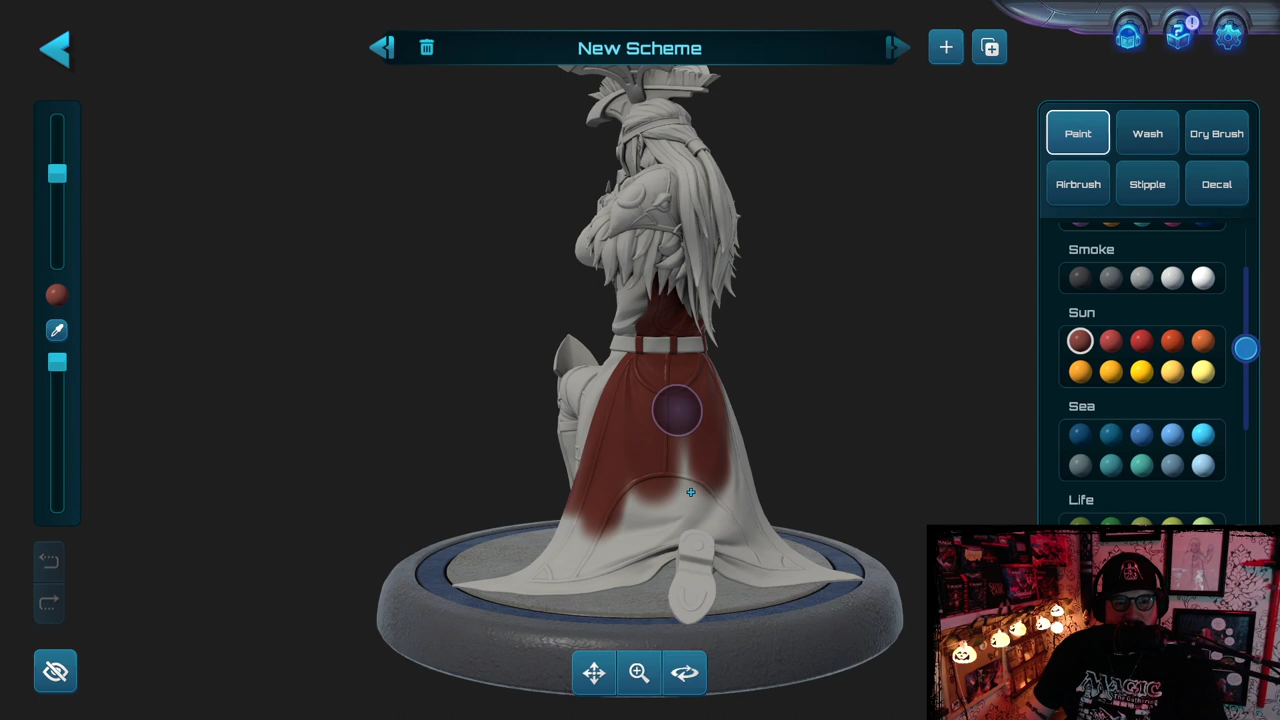 New Scheme
Paint
Wash
Dry Brush
Airbrush
Stipple
Decal
Smoke
Sun
Sea
Life
MAGIC